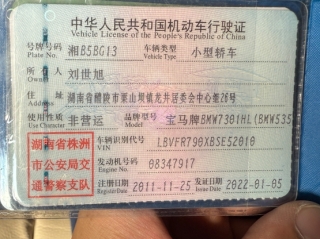 中华人民共和国机动车行驶证
Vehicle License of the People's Republic of China
号牌号码 Plate No. 湘B5BG13 车辆类型 Vehicle Type 小型轿车
所有人 Owner 刘世旭
住址 Address 湖南省醴陵市栗山坝镇龙井居委会中心组26号
使用性质 Use Character 非营运 品牌型号 Model 宝马牌BMW7301HL(BMW535
湖南省株洲
市公安局交
通警察支队
车辆识别代号 VIN LBVFR790XBSE52010
发动机号码 Engine No. 08347917
注册日期 Register Date 2011-11-25 发证日期 Issue Date 2022-01-05